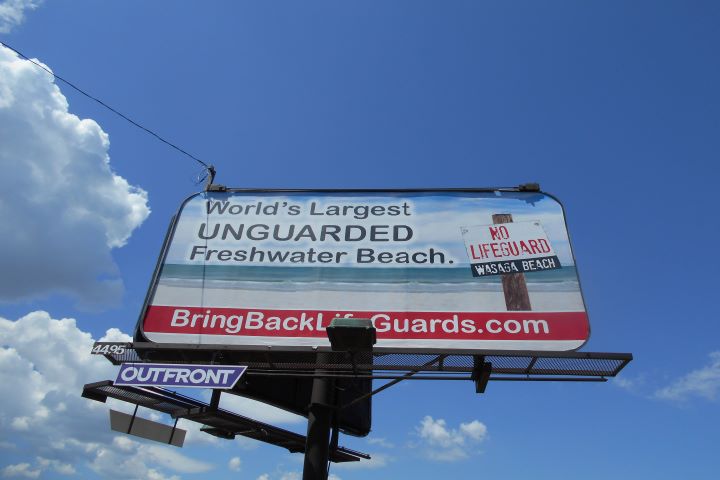 World's Largest
UNGUARDED
Freshwater Beach.
NO
LIFEGUARD
WASAGA BEACH
BringBackLifeGuards.com
4495
OUTFRONT